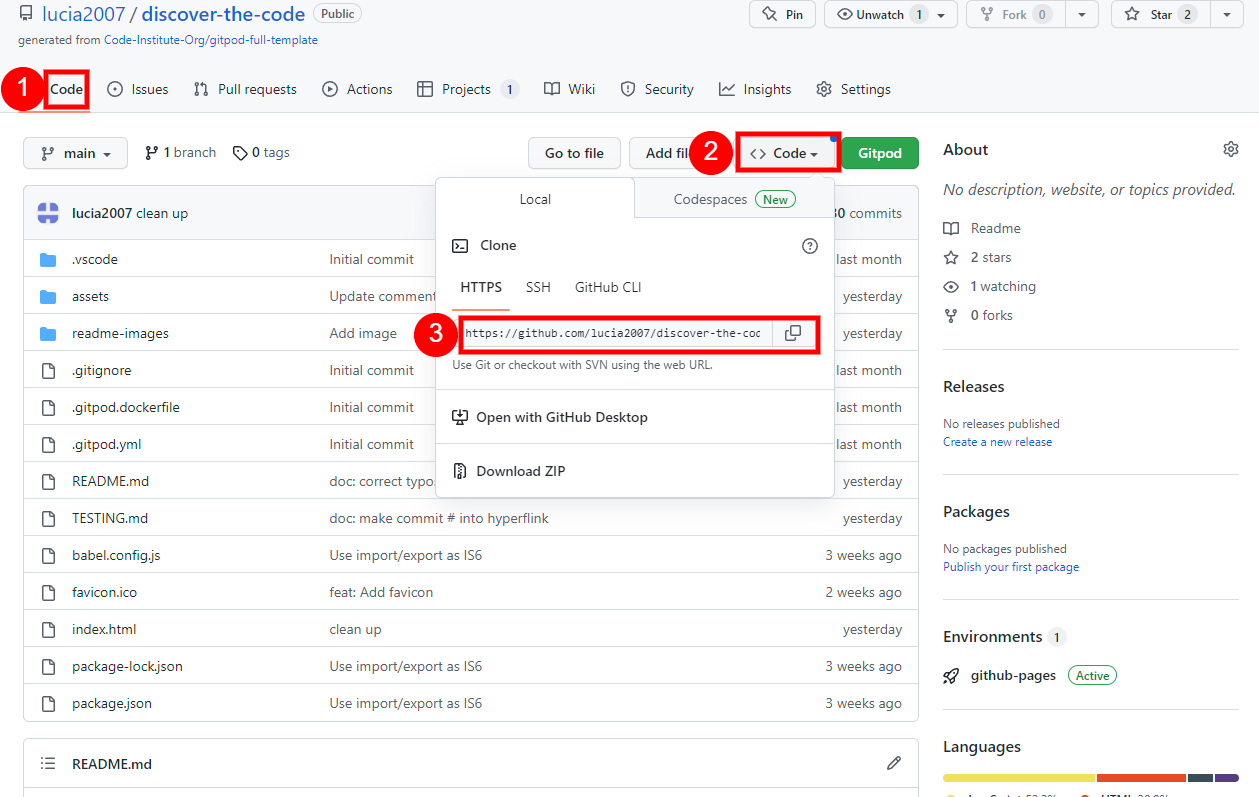 lucia2007 / discover-the-code Public Pin Unwatch 1 Fork 0 Star 2
generated from Code-Institute-Org/gitpod-full-template
1 Code Issues Pull requests Actions Projects 1 Wiki Security Insights Settings
main 1 branch 0 tags Go to file Add fil 2 <> Code Gitpod
Local Codespaces New
lucia2007 clean up 30 commits
Clone
HTTPS SSH GitHub CLI
3 https://github.com/lucia2007/discover-the-coc
Use Git or checkout with SVN using the web URL.
Open with GitHub Desktop
Download ZIP
.vscode Initial commit last month
assets Update comment yesterday
readme-images Add image yesterday
.gitignore Initial commit last month
.gitpod.dockerfile Initial commit last month
.gitpod.yml Initial commit last month
README.md doc: correct typos yesterday
TESTING.md doc: make commit # into hyperflink yesterday
babel.config.js Use import/export as IS6 3 weeks ago
favicon.ico feat: Add favicon 2 weeks ago
index.html clean up yesterday
package-lock.json Use import/export as IS6 3 weeks ago
package.json Use import/export as IS6 3 weeks ago
README.md
About
No description, website, or topics provided.
Readme
2 stars
1 watching
0 forks
Releases
No releases published
Create a new release
Packages
No packages published
Publish your first package
Environments 1
github-pages Active
Languages